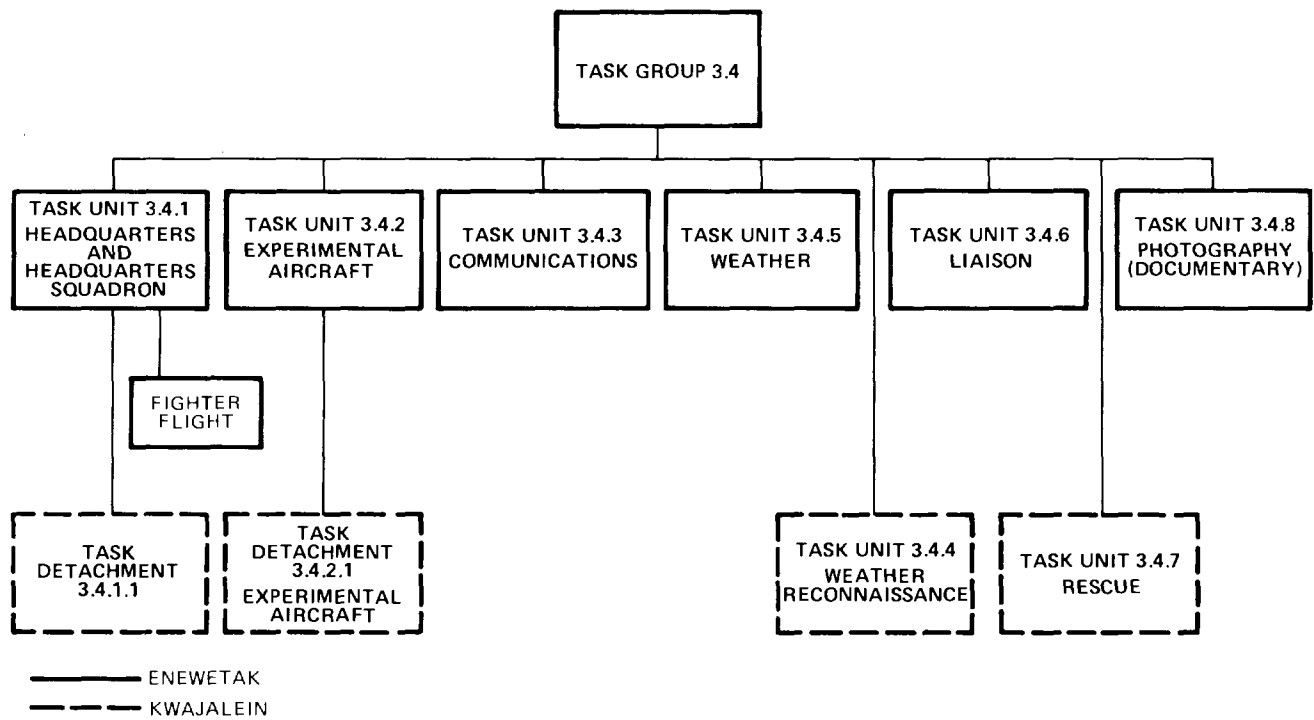 TASK GROUP 3.4
TASK UNIT 3.4.1
HEADQUARTERS
AND
HEADQUARTERS
SQUADRON
TASK UNIT 3.4.2
EXPERIMENTAL
AIRCRAFT
TASK UNIT 3.4.3
COMMUNICATIONS
TASK UNIT 3.4.5
WEATHER
TASK UNIT 3.4.6
LIAISON
TASK UNIT 3.4.8
PHOTOGRAPHY
(DOCUMENTARY)
FIGHTER
FLIGHT
TASK
DETACHMENT
3.4.1.1
TASK
DETACHMENT
3.4.2.1
EXPERIMENTAL
AIRCRAFT
TASK UNIT 3.4.4
WEATHER
RECONNAISSANCE
TASK UNIT 3.4.7
RESCUE
ENEWETAK
KWAJALEIN